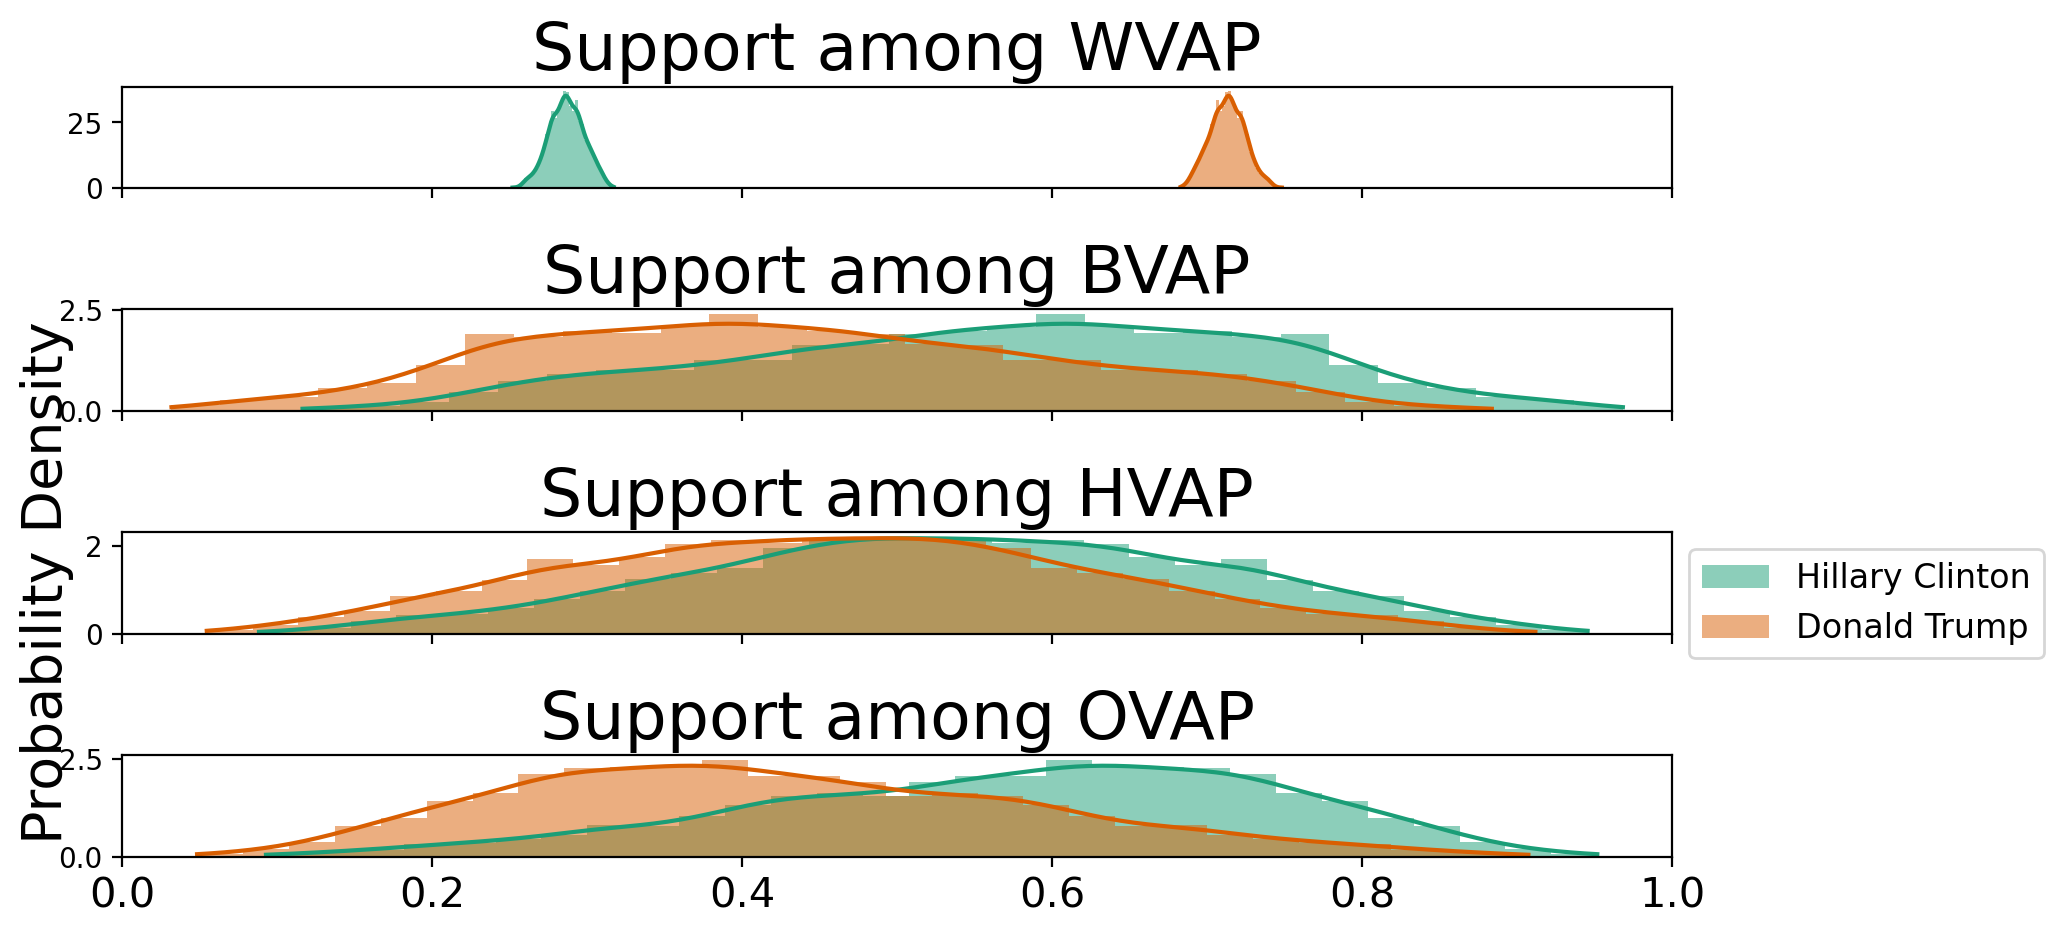 Support among WVAP
25
0
Support among BVAP
2.5
0.0
Probability Density
Support among HVAP
2
0
Hillary Clinton
Donald Trump
Support among OVAP
2.5
0.0
0.0 0.2 0.4 0.6 0.8 1.0